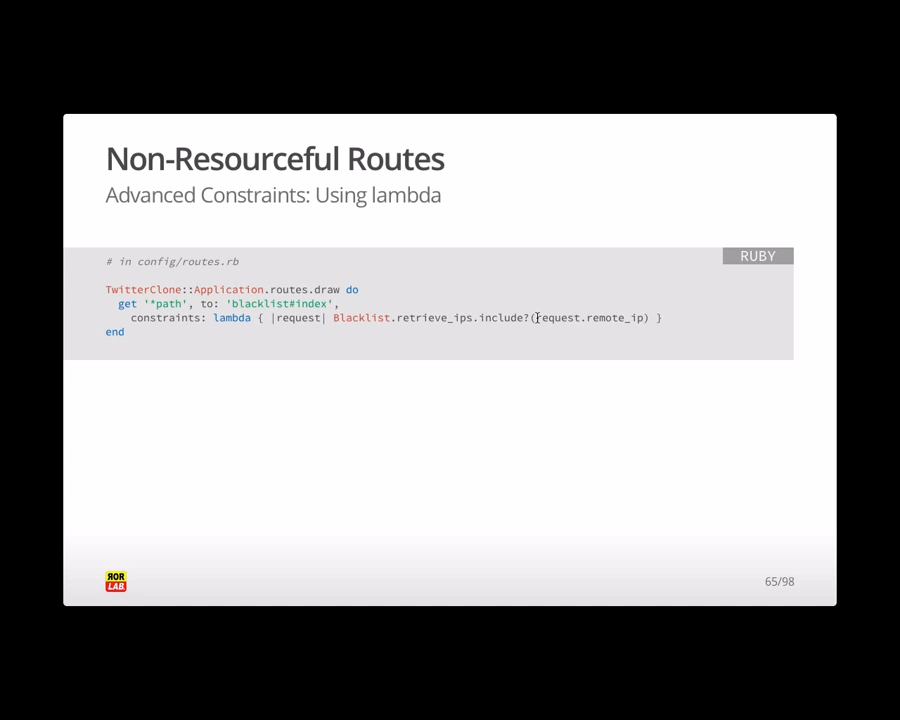 Non-Resourceful Routes
Advanced Constraints: Using lambda
RUBY
# in config/routes.rb
TwitterClone::Application.routes.draw do
get '*path', to: 'blacklist#index',
constraints: lambda { |request| Blacklist.retrieve_ips.include?(request.remote_ip) }
end
ROR
LAB.
65/98